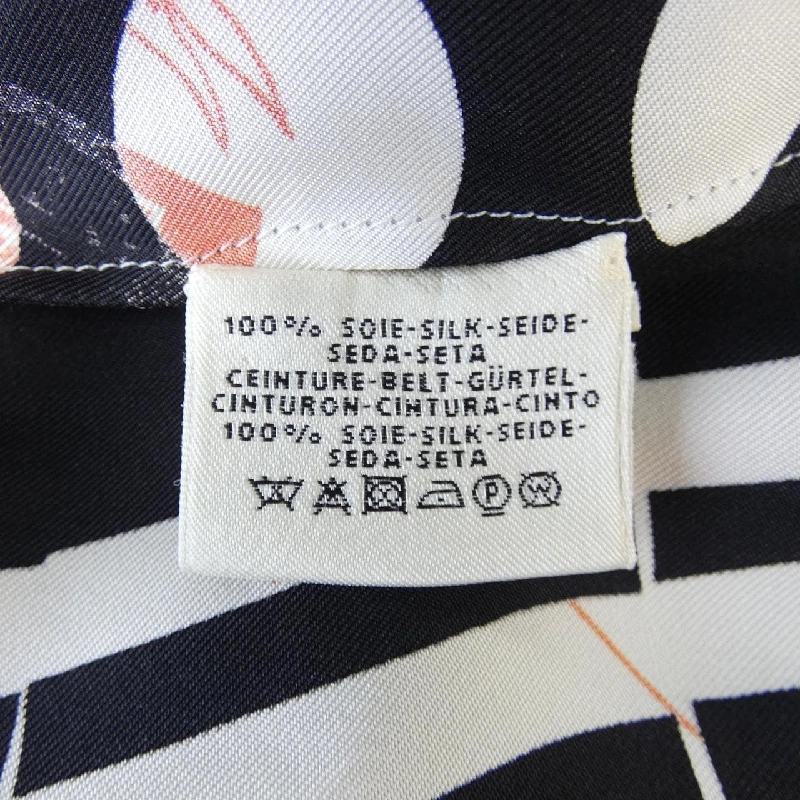 100% SOIE-SILK-SEIDE-
SEDA-SETA
CEINTURE-BELT-GÜRTEL-
CINTURON-CINTURA-CINTO
100% SOIE-SILK-SEIDE-
SEDA-SETA
P W